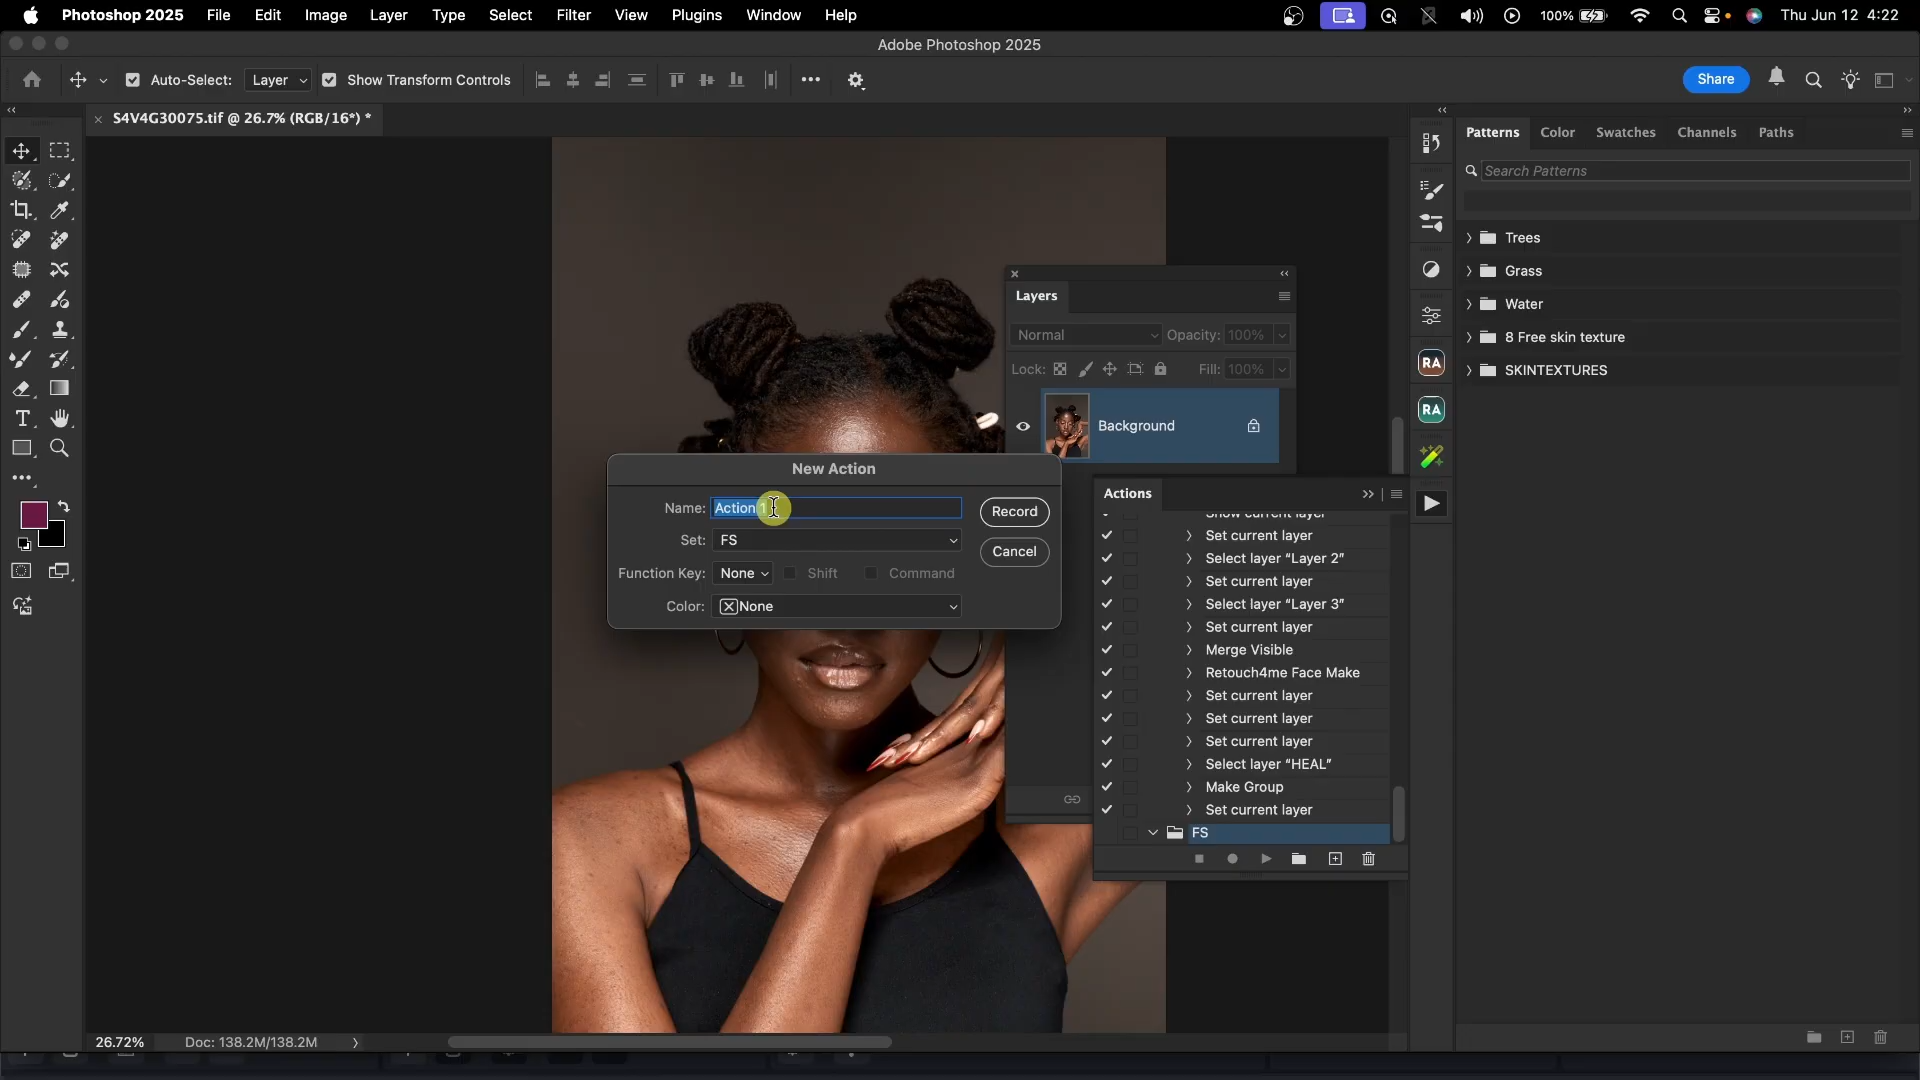 Photoshop 2025 File Edit Image Layer Type Select Filter View Plugins Window Help 100% Thu Jun 12 4:22
Adobe Photoshop 2025
Auto-Select: Layer Show Transform Controls Share
× S4V4G30075.tif @ 26.7% (RGB/16*) *
Patterns Color Swatches Channels Paths
Search Patterns
Trees
Grass
Water
8 Free skin texture
SKINTEXTURES
Layers
Normal Opacity: 100%
Lock: Fill: 100%
Background
RA
RA
New Action
Name: Action 1 Record
Set: FS
Cancel
Function Key: None Shift Command
Color: None
Actions
Show current layer
Set current layer
Select layer “Layer 2”
Set current layer
Select layer “Layer 3”
Set current layer
Merge Visible
Retouch4me Face Make
Set current layer
Set current layer
Set current layer
Select layer “HEAL”
Make Group
Set current layer
FS
26.72% Doc: 138.2M/138.2M